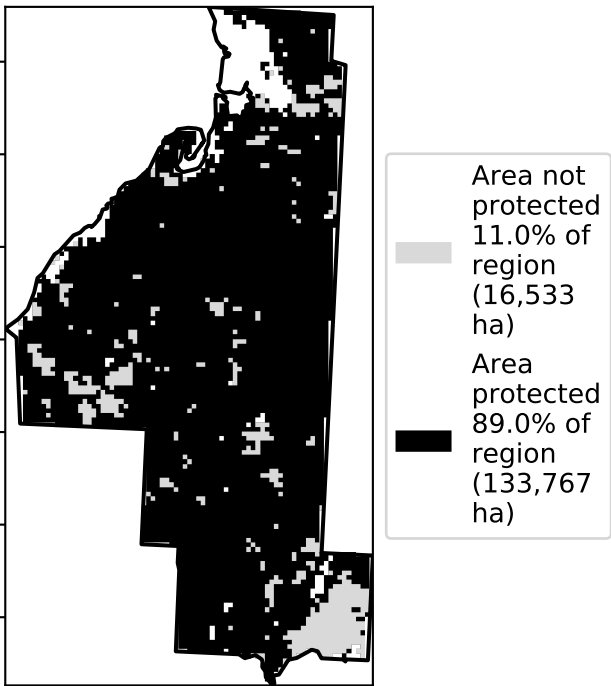 Area not
protected
11.0% of
region
(16,533
ha)
Area
protected
89.0% of
region
(133,767
ha)